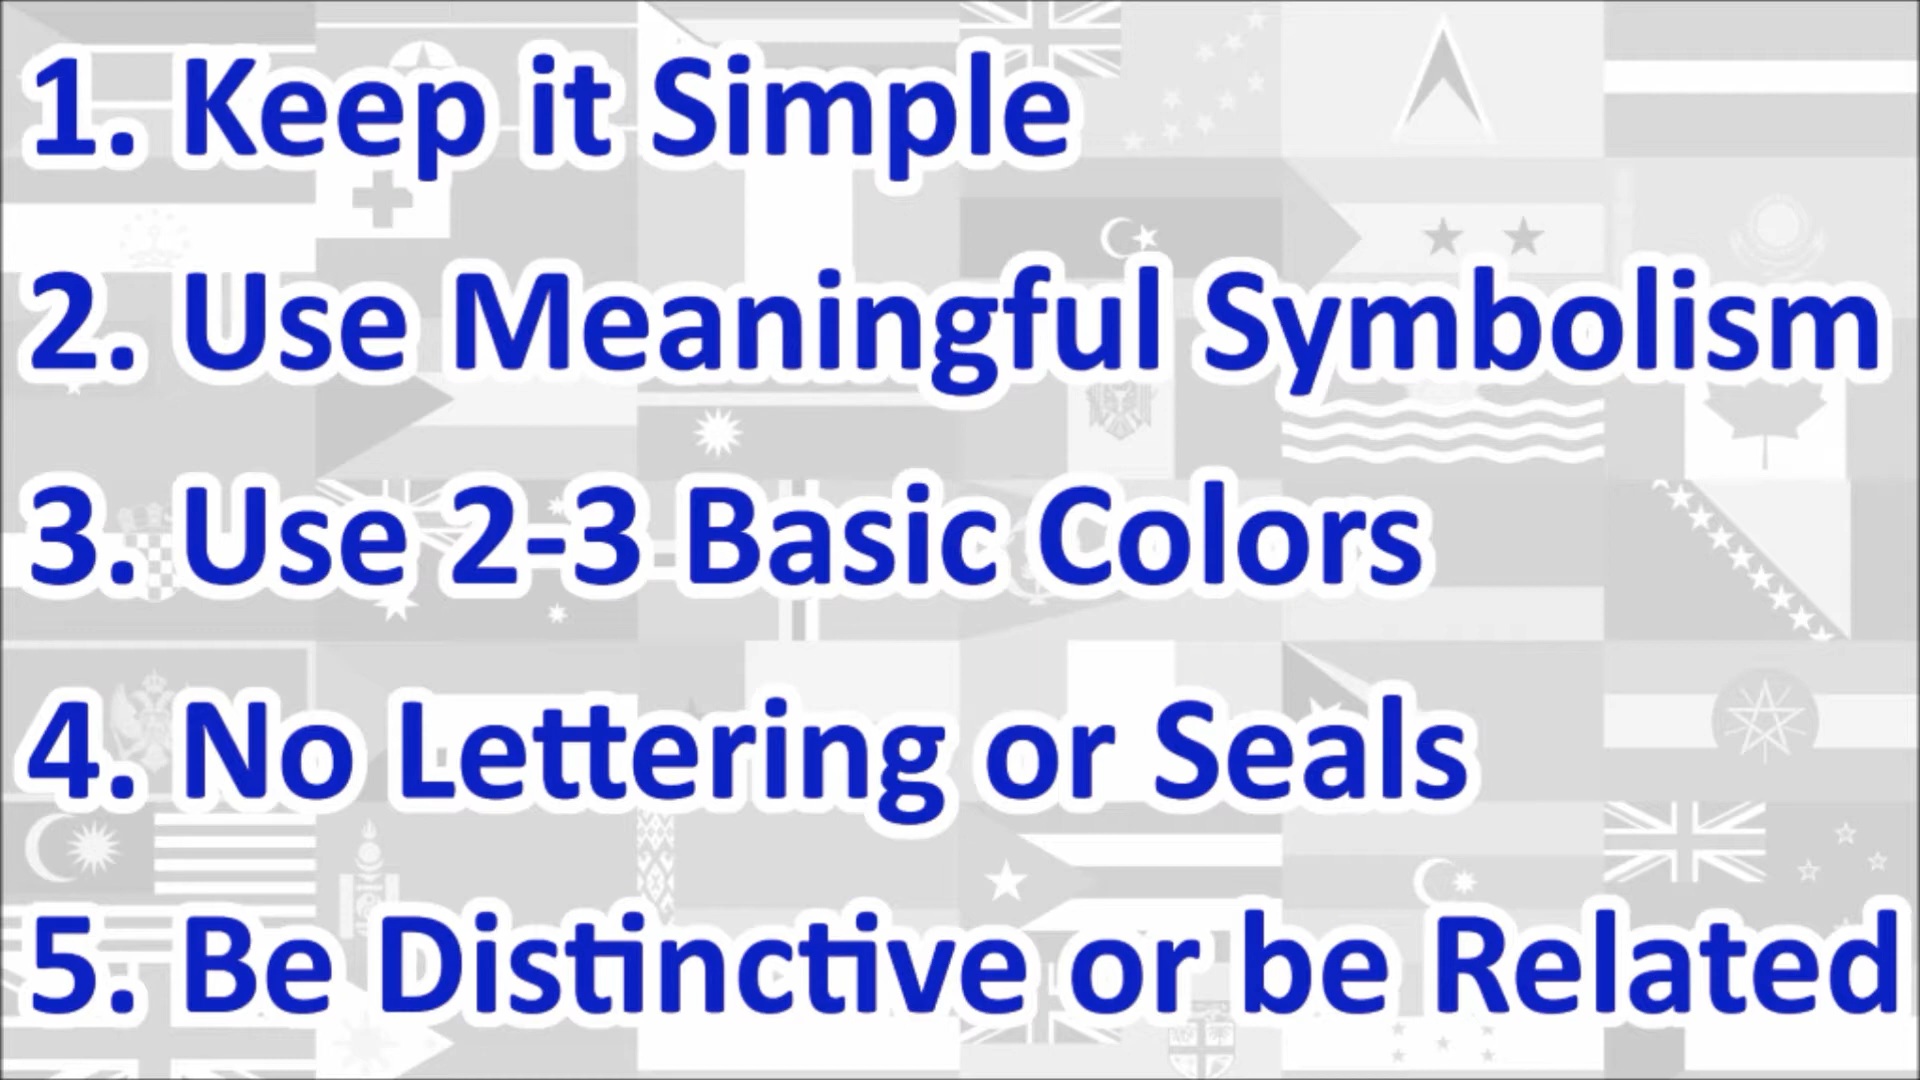 1. Keep it Simple
2. Use Meaningful Symbolism
3. Use 2-3 Basic Colors
4. No Lettering or Seals
5. Be Distinctive or be Related